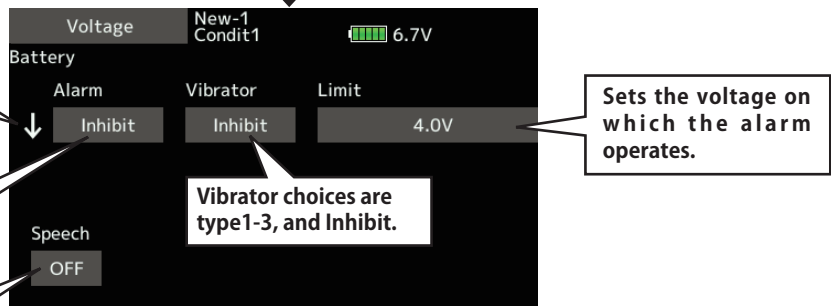 Voltage
New-1
Condit1
6.7V
Battery
Alarm
Vibrator
Limit
↓
Inhibit
Inhibit
4.0V
Sets the voltage on
which the alarm
operates.
Vibrator choices are
type1-3, and Inhibit.
Speech
OFF